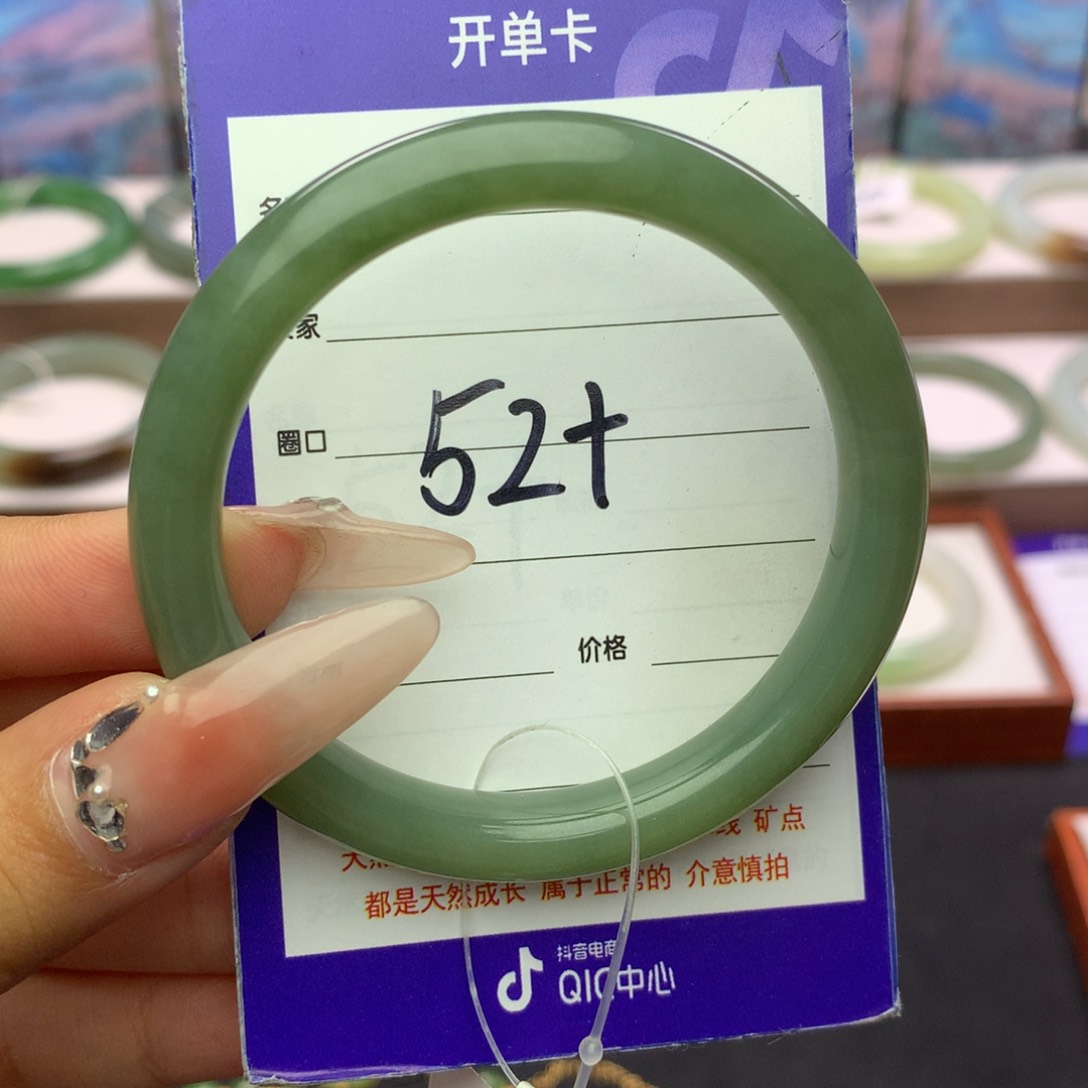 开单卡
家
圈口 52+
价格
矿点
都是天然成长 属于正常的 介意慎拍
抖音电商
QIC中心